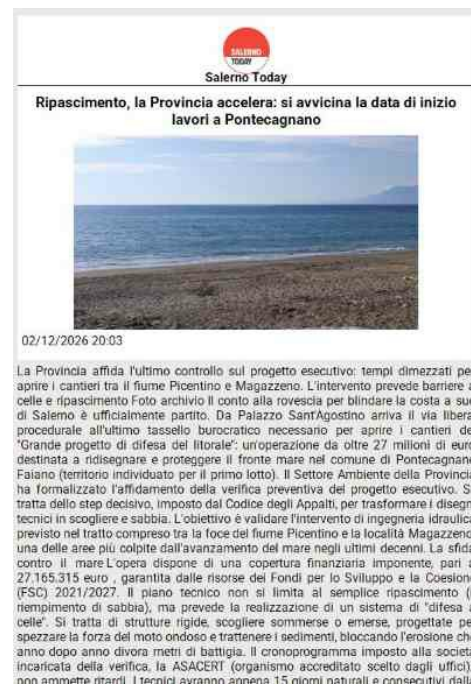 SALERNO
TODAY
Salerno Today
Ripascimento, la Provincia accelera: si avvicina la data di inizio
lavori a Pontecagnano
02/12/2026 20:03
La Provincia affida l'ultimo controllo sul progetto esecutivo: tempi dimezzati per
aprire i cantieri tra il fiume Picentino e Magazzeno. L'intervento prevede barriere a
celle e ripascimento Foto archivio Il conto alla rovescia per blindare la costa a sud
di Salerno è ufficialmente partito. Da Palazzo Sant'Agostino arriva il via libera
procedurale all'ultimo tassello burocratico necessario per aprire i cantieri del
"Grande progetto di difesa del litorale": un'operazione da oltre 27 milioni di euro
destinata a ridisegnare e proteggere il fronte mare nel comune di Pontecagnano
Faiano (territorio individuato per il primo lotto). Il Settore Ambiente della Provincia
ha formalizzato l'affidamento della verifica preventiva del progetto esecutivo. Si
tratta dello step decisivo, imposto dal Codice degli Appalti, per trasformare i disegni
tecnici in scogliere e sabbia. L'obiettivo è validare l'intervento di ingegneria idraulica
previsto nel tratto compreso tra la foce del fiume Picentino e la località Magazzeno,
una delle aree più colpite dall'avanzamento del mare negli ultimi decenni. La sfida
contro il mare L'opera dispone di una copertura finanziaria imponente, pari a
27.165.315 euro , garantita dalle risorse dei Fondi per lo Sviluppo e la Coesione
(FSC) 2021/2027. Il piano tecnico non si limita al semplice ripascimento (il
riempimento di sabbia), ma prevede la realizzazione di un sistema di "difesa a
celle". Si tratta di strutture rigide, scogliere sommerse o emerse, progettate per
spezzare la forza del moto ondoso e trattenere i sedimenti, bloccando l'erosione che
anno dopo anno divora metri di battigia. Il cronoprogramma imposto alla società
incaricata della verifica, la ASACERT (organismo accreditato scelto dagli uffici),
non ammette ritardi. I tecnici avranno appena 15 giorni naturali e consecutivi dalla